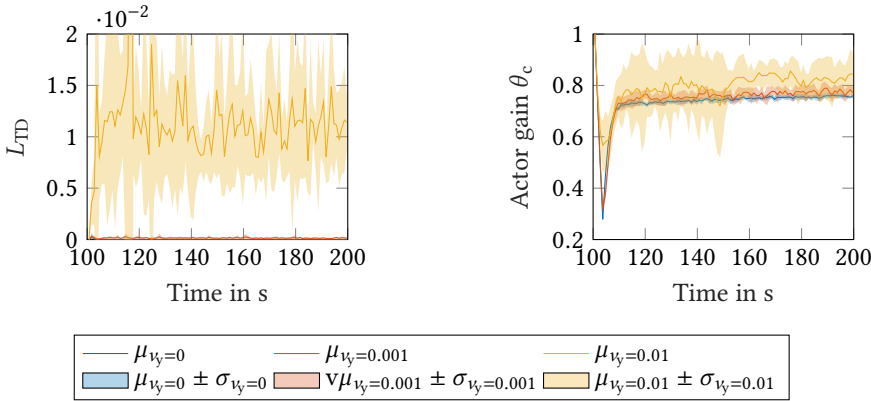 ·10⁻²
2
1.5
1
0.5
0
100 120 140 160 180 200
Time in s
L_TD
1
0.8
0.6
0.4
0.2
100 120 140 160 180 200
Time in s
Actor gain θ_c
μ_{ν_y=0} μ_{ν_y=0.001} μ_{ν_y=0.01}
μ_{ν_y=0} ± σ_{ν_y=0} vμ_{ν_y=0.001} ± σ_{ν_y=0.001} μ_{ν_y=0.01} ± σ_{ν_y=0.01}